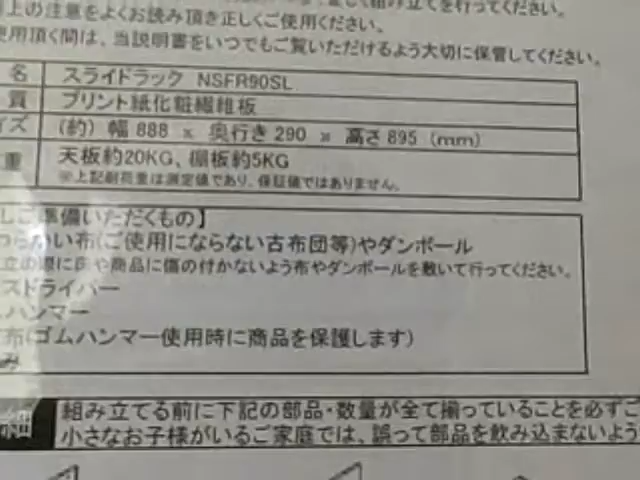 上の注意をよくお読み頂き正しくご使用ください。
使用頂く間は、当説明書をいつでもご覧いただけるよう大切に保管してください。
名 スライドラック NSFR90SL
質 プリント紙化粧繊維板
イズ (約) 幅 888 × 奥行き 290 × 高さ 895 (mm)
重 天板約20KG、棚板約5KG
※上記耐荷重は測定値であり、保証値ではありません。
ご準備いただくもの】
わらかい布(ご使用にならない古布団等)やダンボール
立の際に床や商品に傷の付かないよう布やダンボールを敷いて行ってください。
スドライバー
ハンマー
布(ゴムハンマー使用時に商品を保護します)
み
細 組み立てる前に下記の部品・数量が全て揃っていることを必ずご
小さなお子様がいるご家庭では、誤って部品を飲み込まないよう